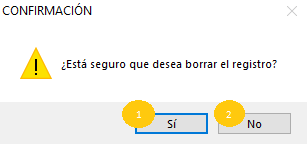 CONFIRMACIÓN
¿Está seguro que desea borrar el registro?
1 2
Sí No